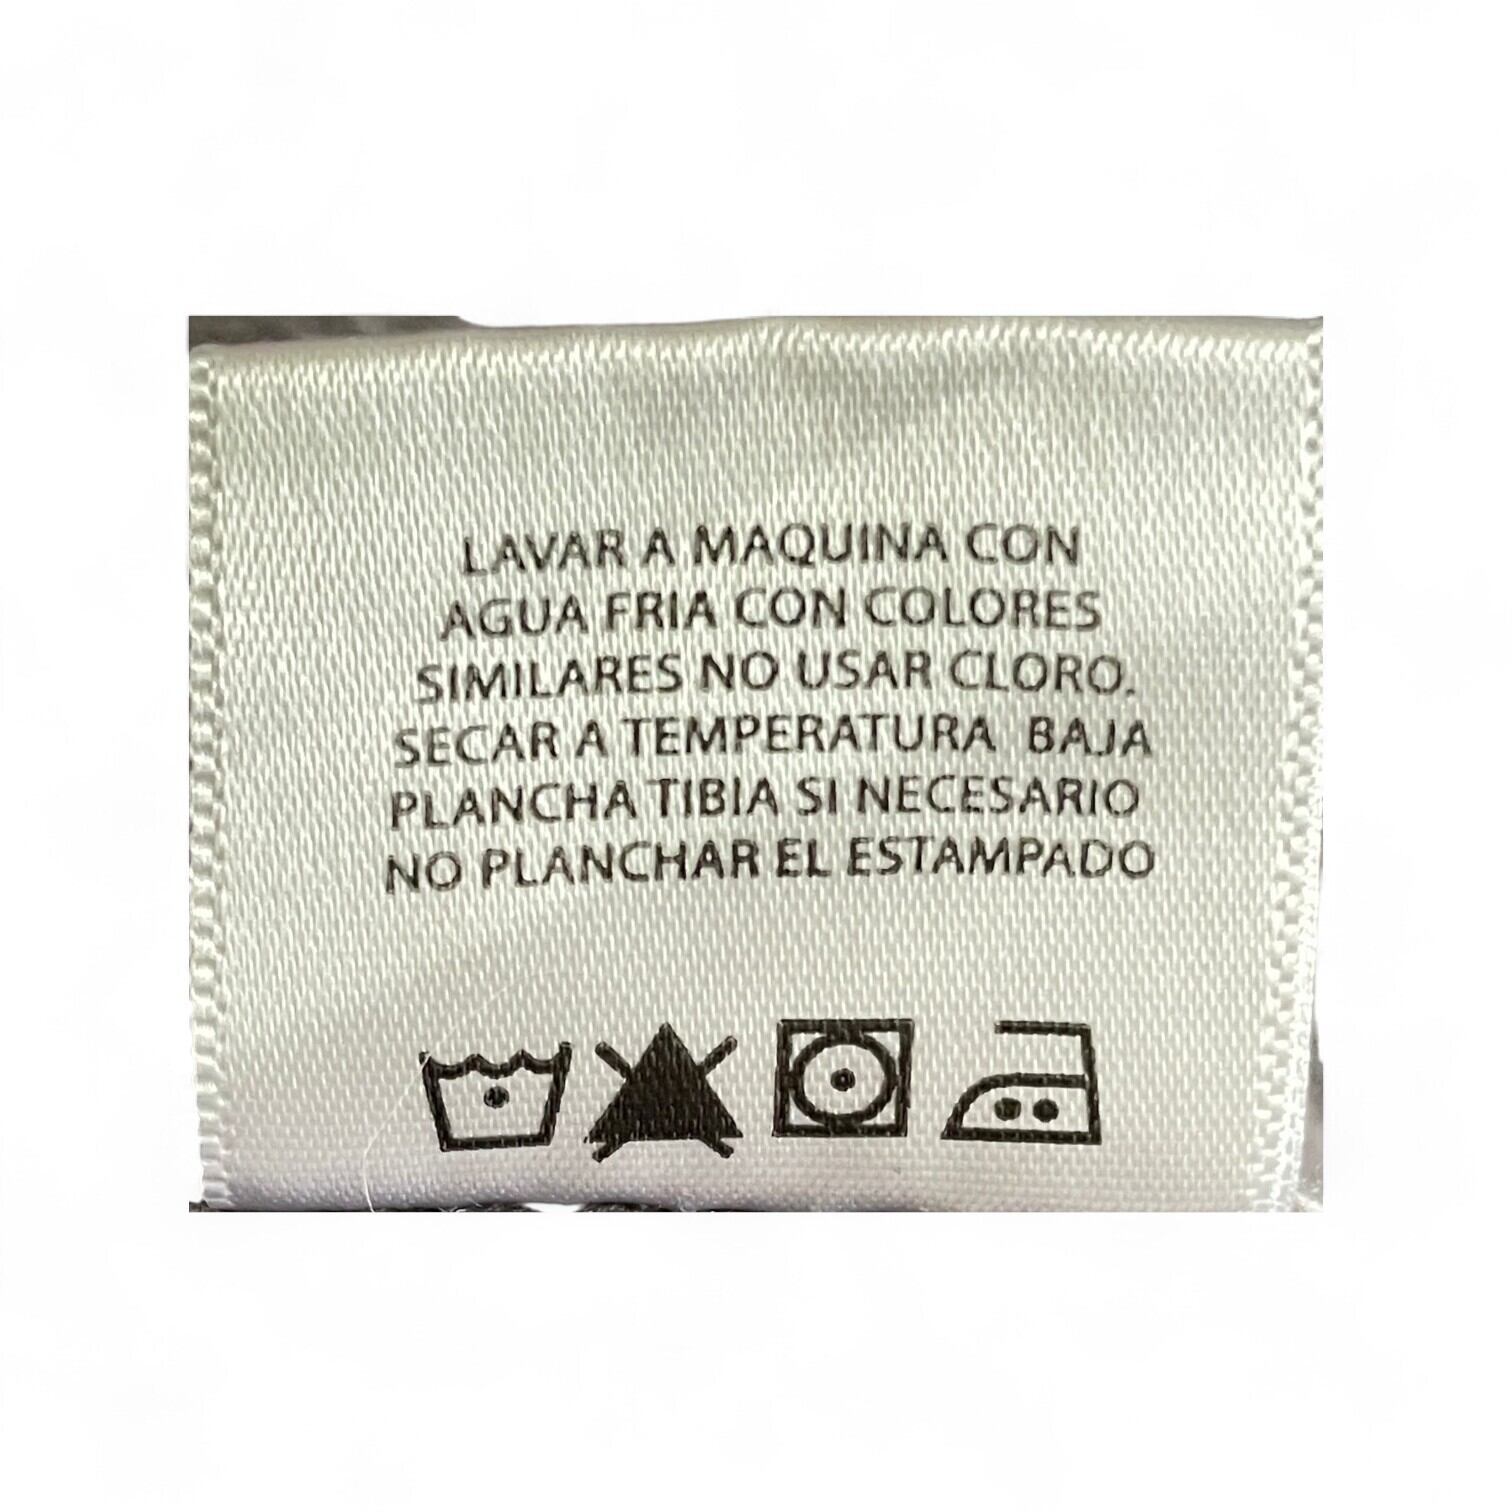 LAVAR A MAQUINA CON
AGUA FRIA CON COLORES
SIMILARES NO USAR CLORO.
SECAR A TEMPERATURA BAJA
PLANCHA TIBIA SI NECESARIO
NO PLANCHAR EL ESTAMPADO